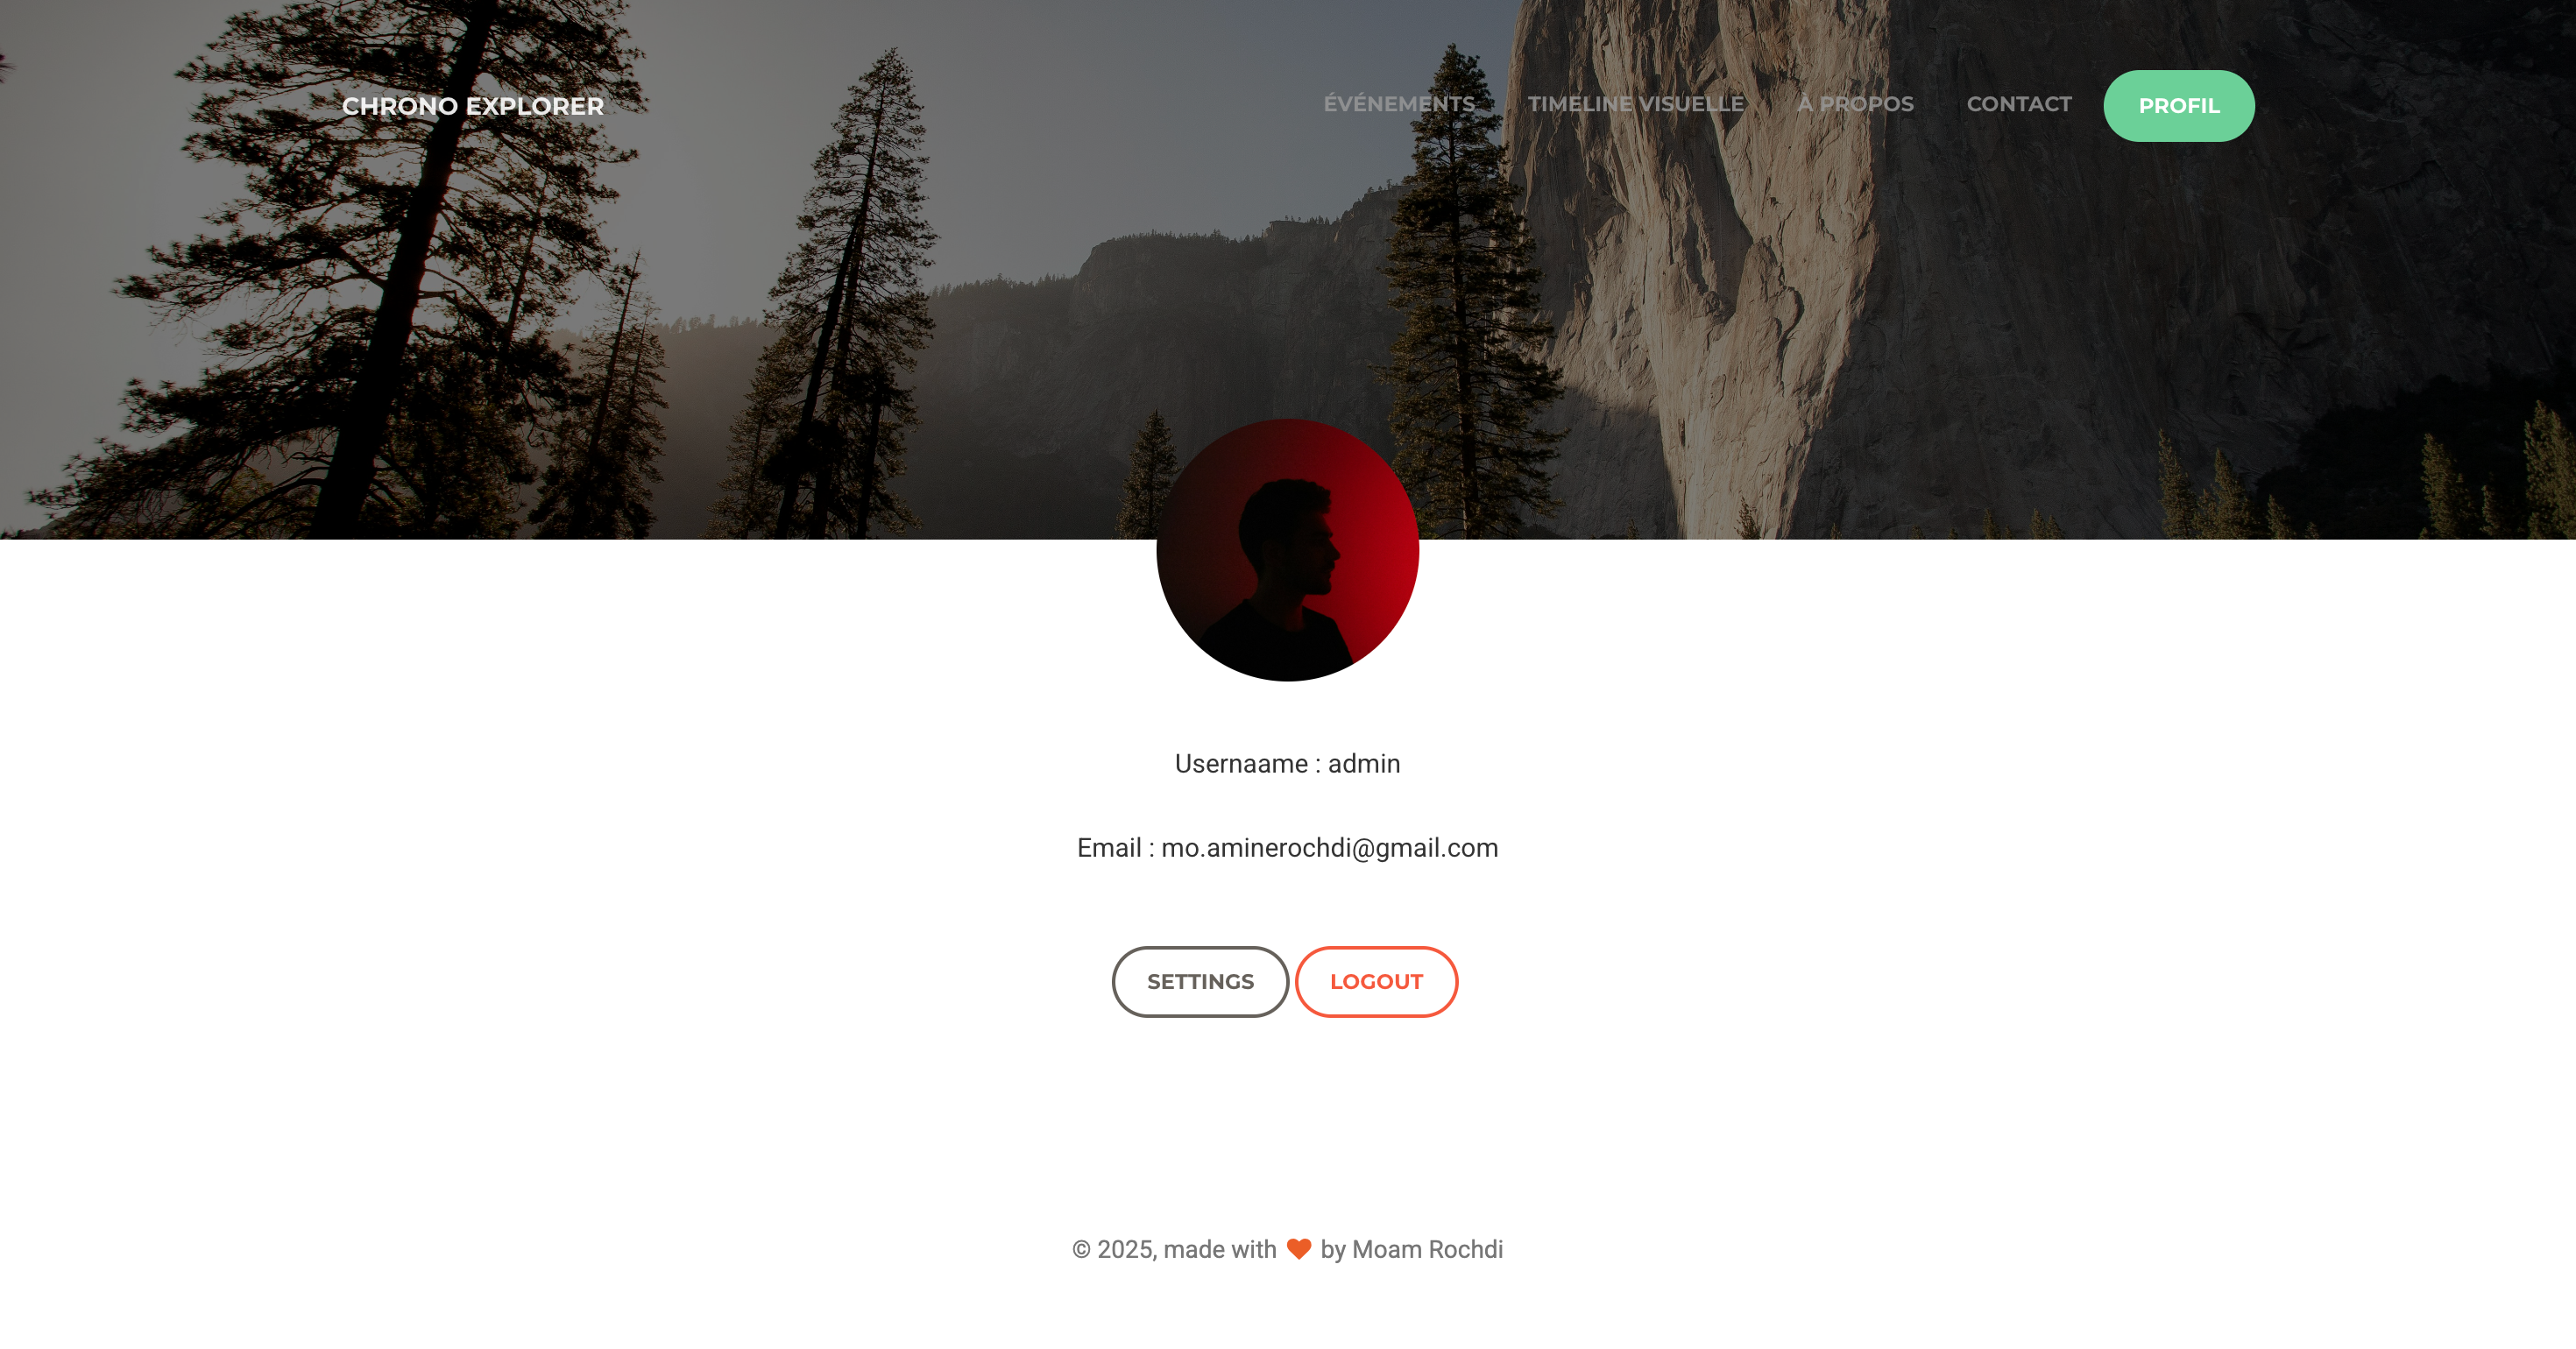 CHRONO EXPLORER
ÉVÉNEMENTS TIMELINE VISUELLE À PROPOS CONTACT PROFIL
Usernaame : admin
Email : mo.aminerochdi@gmail.com
SETTINGS LOGOUT
© 2025, made with by Moam Rochdi